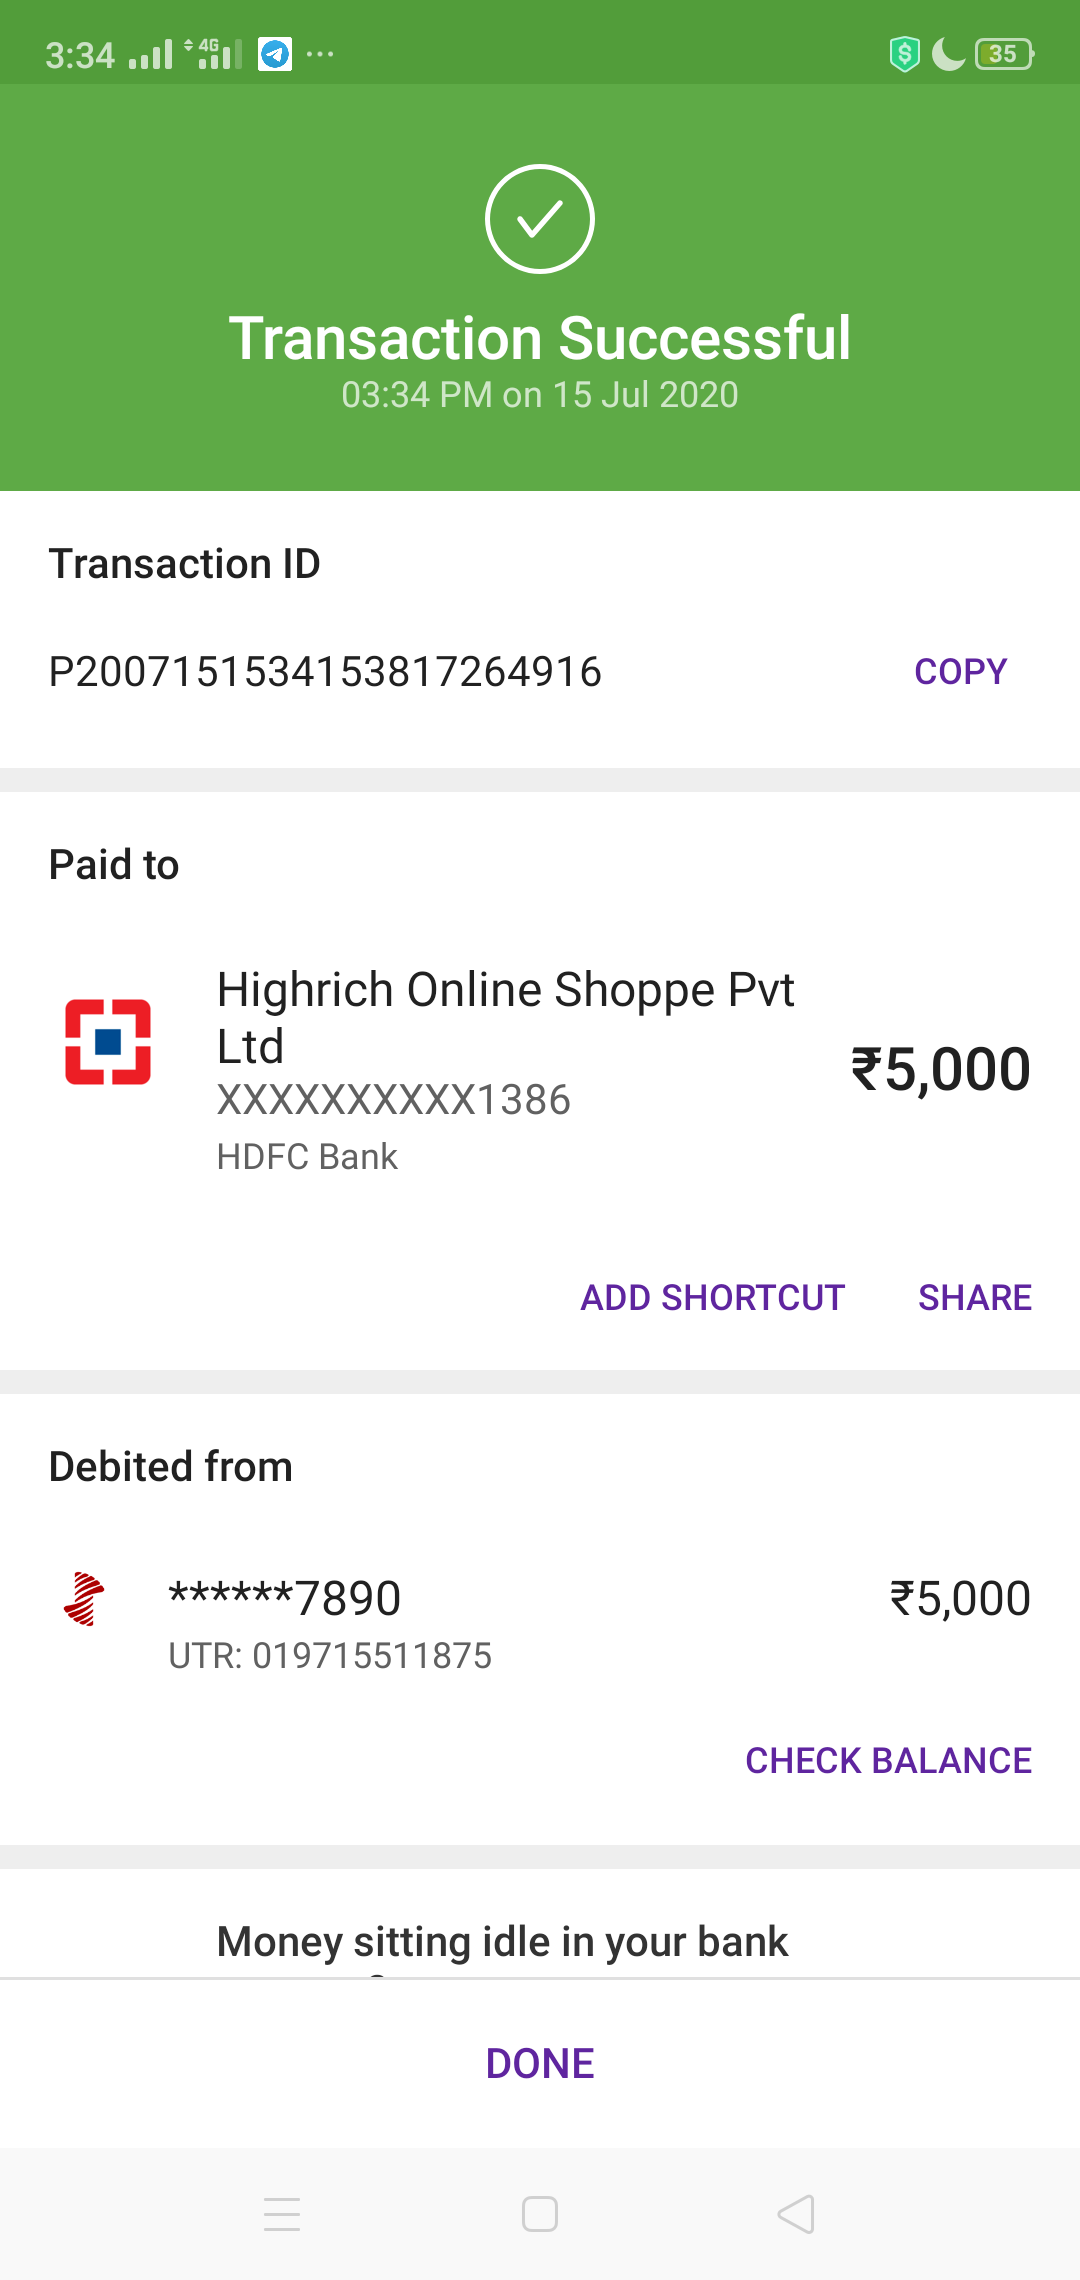 3:34 4G ... 35
Transaction Successful
03:34 PM on 15 Jul 2020
Transaction ID
P2007151534153817264916 COPY
Paid to
Highrich Online Shoppe Pvt
Ltd
₹5,000
XXXXXXXXXX1386
HDFC Bank
ADD SHORTCUT SHARE
Debited from
******7890 ₹5,000
UTR: 019715511875
CHECK BALANCE
Money sitting idle in your bank
DONE